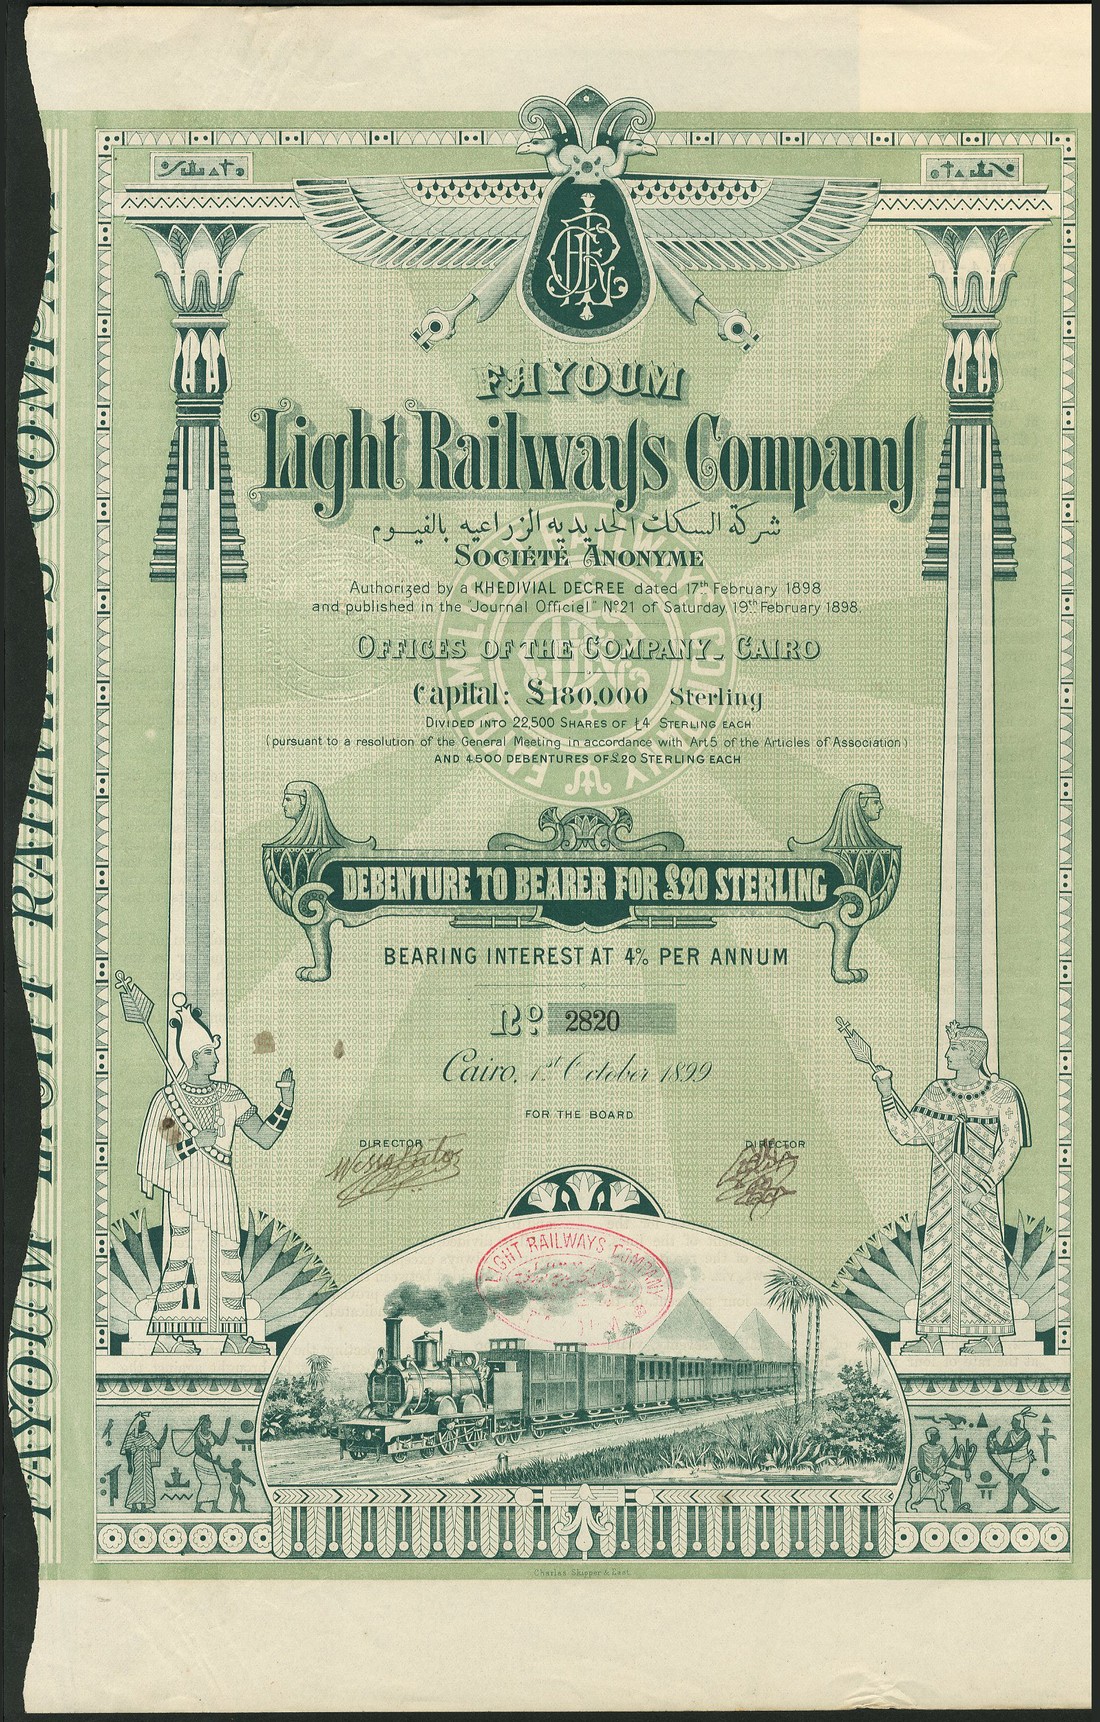 FAYOUM
Light Railways Company
شركة السكك الحديديه الزراعيه بالفيوم
SOCIÉTÉ ANONYME
Authorized by a KHEDIVIAL DECREE dated 17th February 1898
and published in the "Journal Officiel" No 21 of Saturday 19th February 1898.
OFFICES OF THE COMPANY_ CAIRO
Capital: £180,000 Sterling
DIVIDED INTO 22,500 SHARES OF £4 STERLING EACH
(pursuant to a resolution of the General Meeting in accordance with Art 5 of the Articles of Association)
AND 4.500 DEBENTURES OF £20 STERLING EACH
DEBENTURE TO BEARER FOR £20 STERLING
BEARING INTEREST AT 4% PER ANNUM
No 2820
Cairo, 1st October 1899
FOR THE BOARD
DIRECTOR DIRECTOR
LIGHT RAILWAYS COMPANY
Charles Skipper & East.
FAYOUM LIGHT RAILWAYS COMPANY